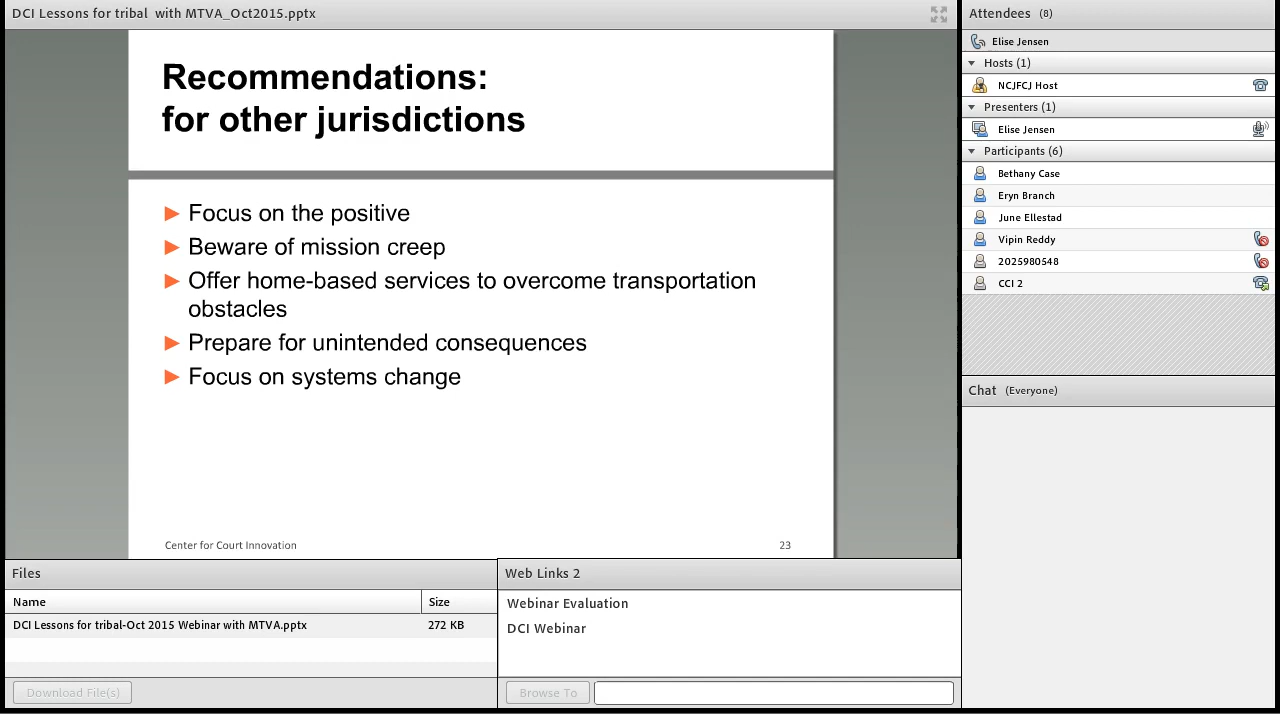 DCI Lessons for tribal  with MTVA_Oct2015.pptx
Recommendations:
for other jurisdictions
► Focus on the positive
► Beware of mission creep
► Offer home-based services to overcome transportation
obstacles
► Prepare for unintended consequences
► Focus on systems change
Center for Court Innovation
23
Attendees (8)
Elise Jensen
Hosts (1)
NCJFCJ Host
Presenters (1)
Elise Jensen
Participants (6)
Bethany Case
Eryn Branch
June Ellestad
Vipin Reddy
2025980548
CCI 2
Chat (Everyone)
Files
Name Size
DCI Lessons for tribal-Oct 2015 Webinar with MTVA.pptx 272 KB
Download File(s)
Web Links 2
Webinar Evaluation
DCI Webinar
Browse To